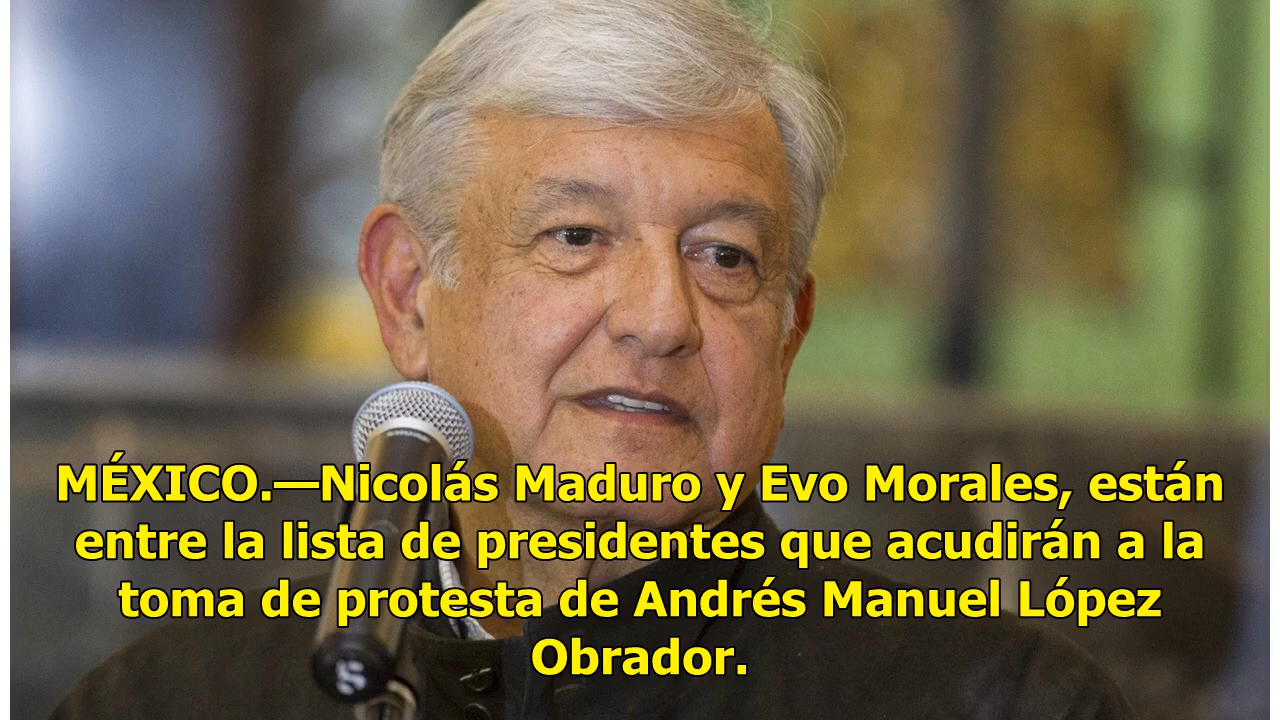 MÉXICO.—Nicolás Maduro y Evo Morales, están
entre la lista de presidentes que acudirán a la
toma de protesta de Andrés Manuel López
Obrador.